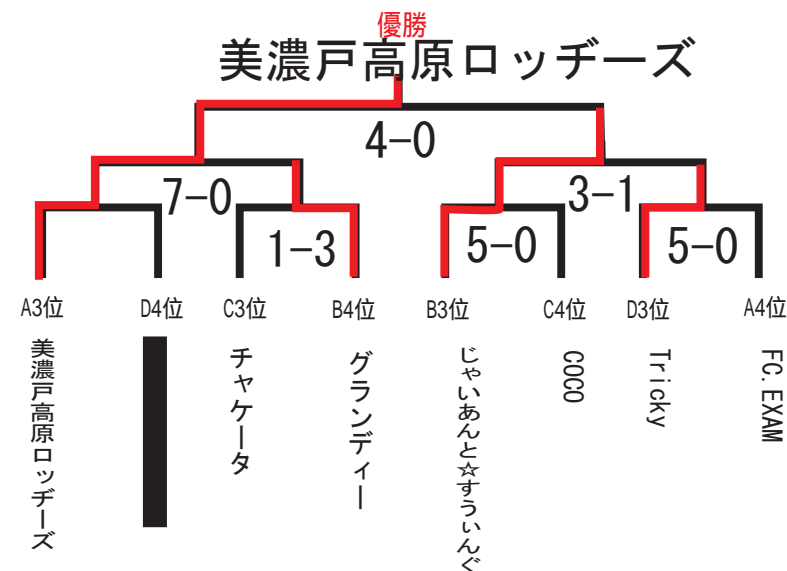 優勝
美濃戸高原ロッヂーズ
4-0
7-0
3-1
1-3
5-0
5-0
A3位
D4位
C3位
B4位
B3位
C4位
D3位
A4位
美濃戸高原ロッヂーズ
チャケータ
グランディー
じゃいあんと☆すうぃんぐ
COCO
Tricky
FC.EXAM